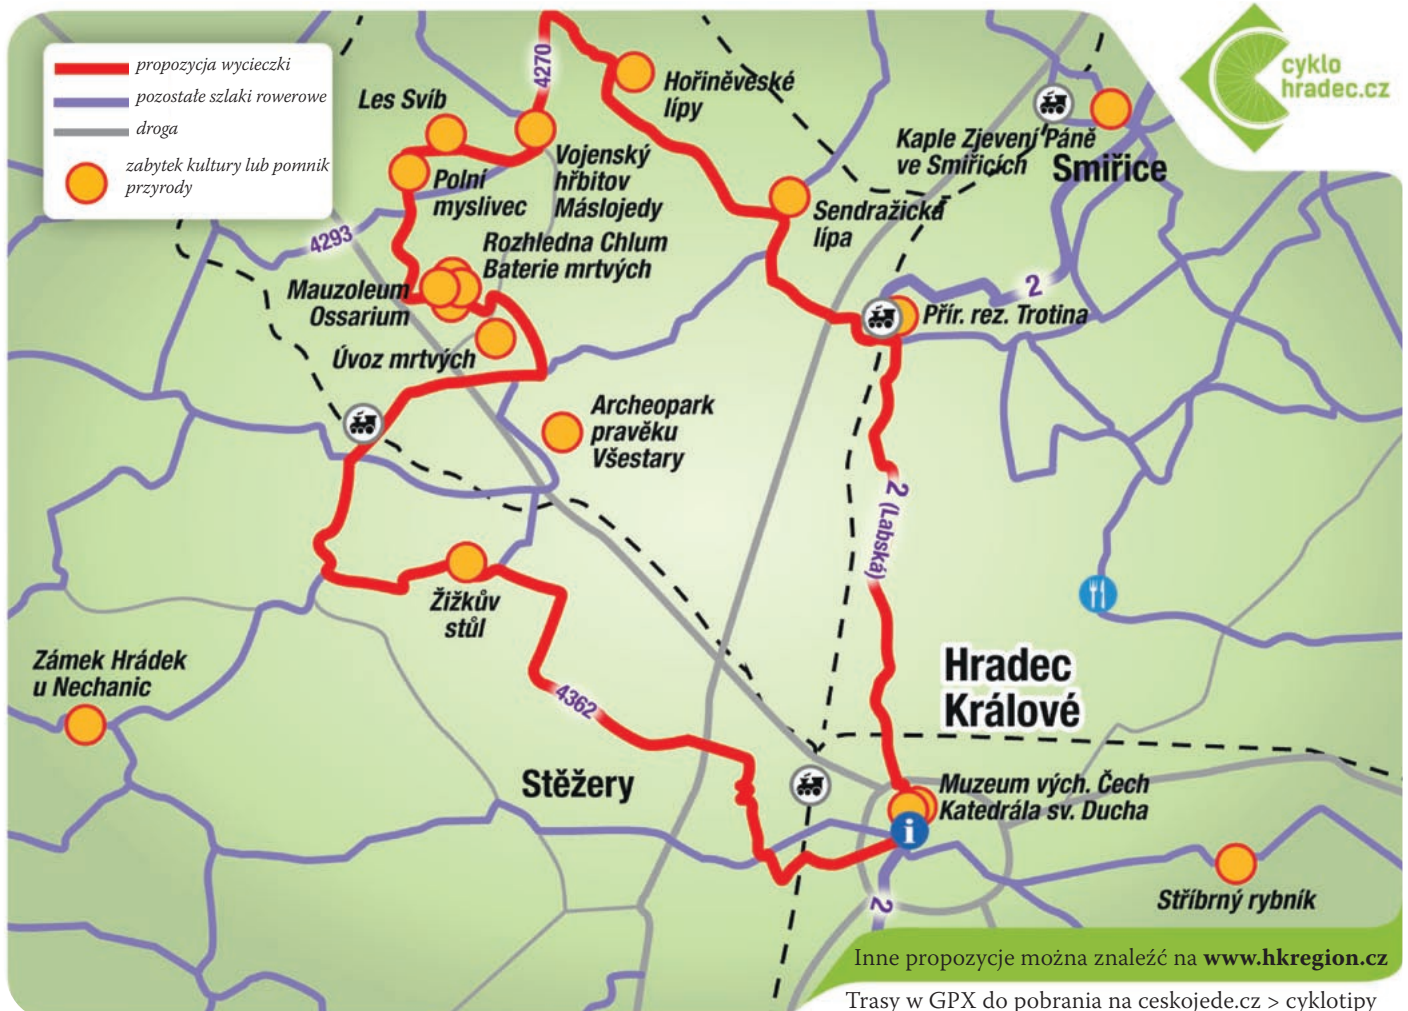 propozycja wycieczki
pozostałe szlaki rowerowe
droga
zabytek kultury lub pomnik
przyrody
cyklo
hradec.cz
4270
Hořiněveské
lípy
Les Svíb
Kaple Zjevení Páně
ve Smiřicích
Smiřice
Vojenský
hřbitov
Máslojedy
Polní
myslivec
Sendražická
lípa
4293
Rozhledna Chlum
Baterie mrtvých
Mauzoleum
Ossarium
2
Přír. rez. Trotina
Úvoz mrtvých
Archeopark
pravěku
Všestary
2 (Labská)
Žižkův
stůl
Zámek Hrádek
u Nechanic
Hradec
Králové
4362
Stěžery
Muzeum vých. Čech
Katedrála sv. Ducha
i
2
Stříbrný rybník
Inne propozycje można znaleźć na www.hkregion.cz
Trasy w GPX do pobrania na ceskojede.cz > cyklotipy